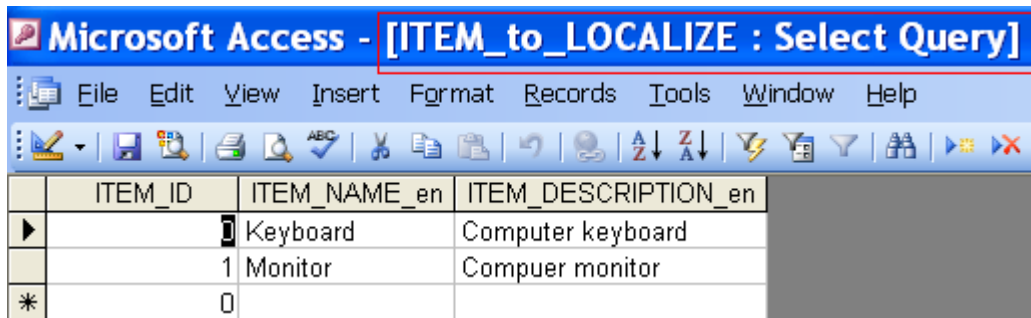 Microsoft Access - [ITEM_to_LOCALIZE : Select Query]
File Edit View Insert Format Records Tools Window Help
ABC A Z Z A
ITEM_ID ITEM_NAME_en ITEM_DESCRIPTION_en
0 Keyboard Computer keyboard
1 Monitor Compuer monitor
0